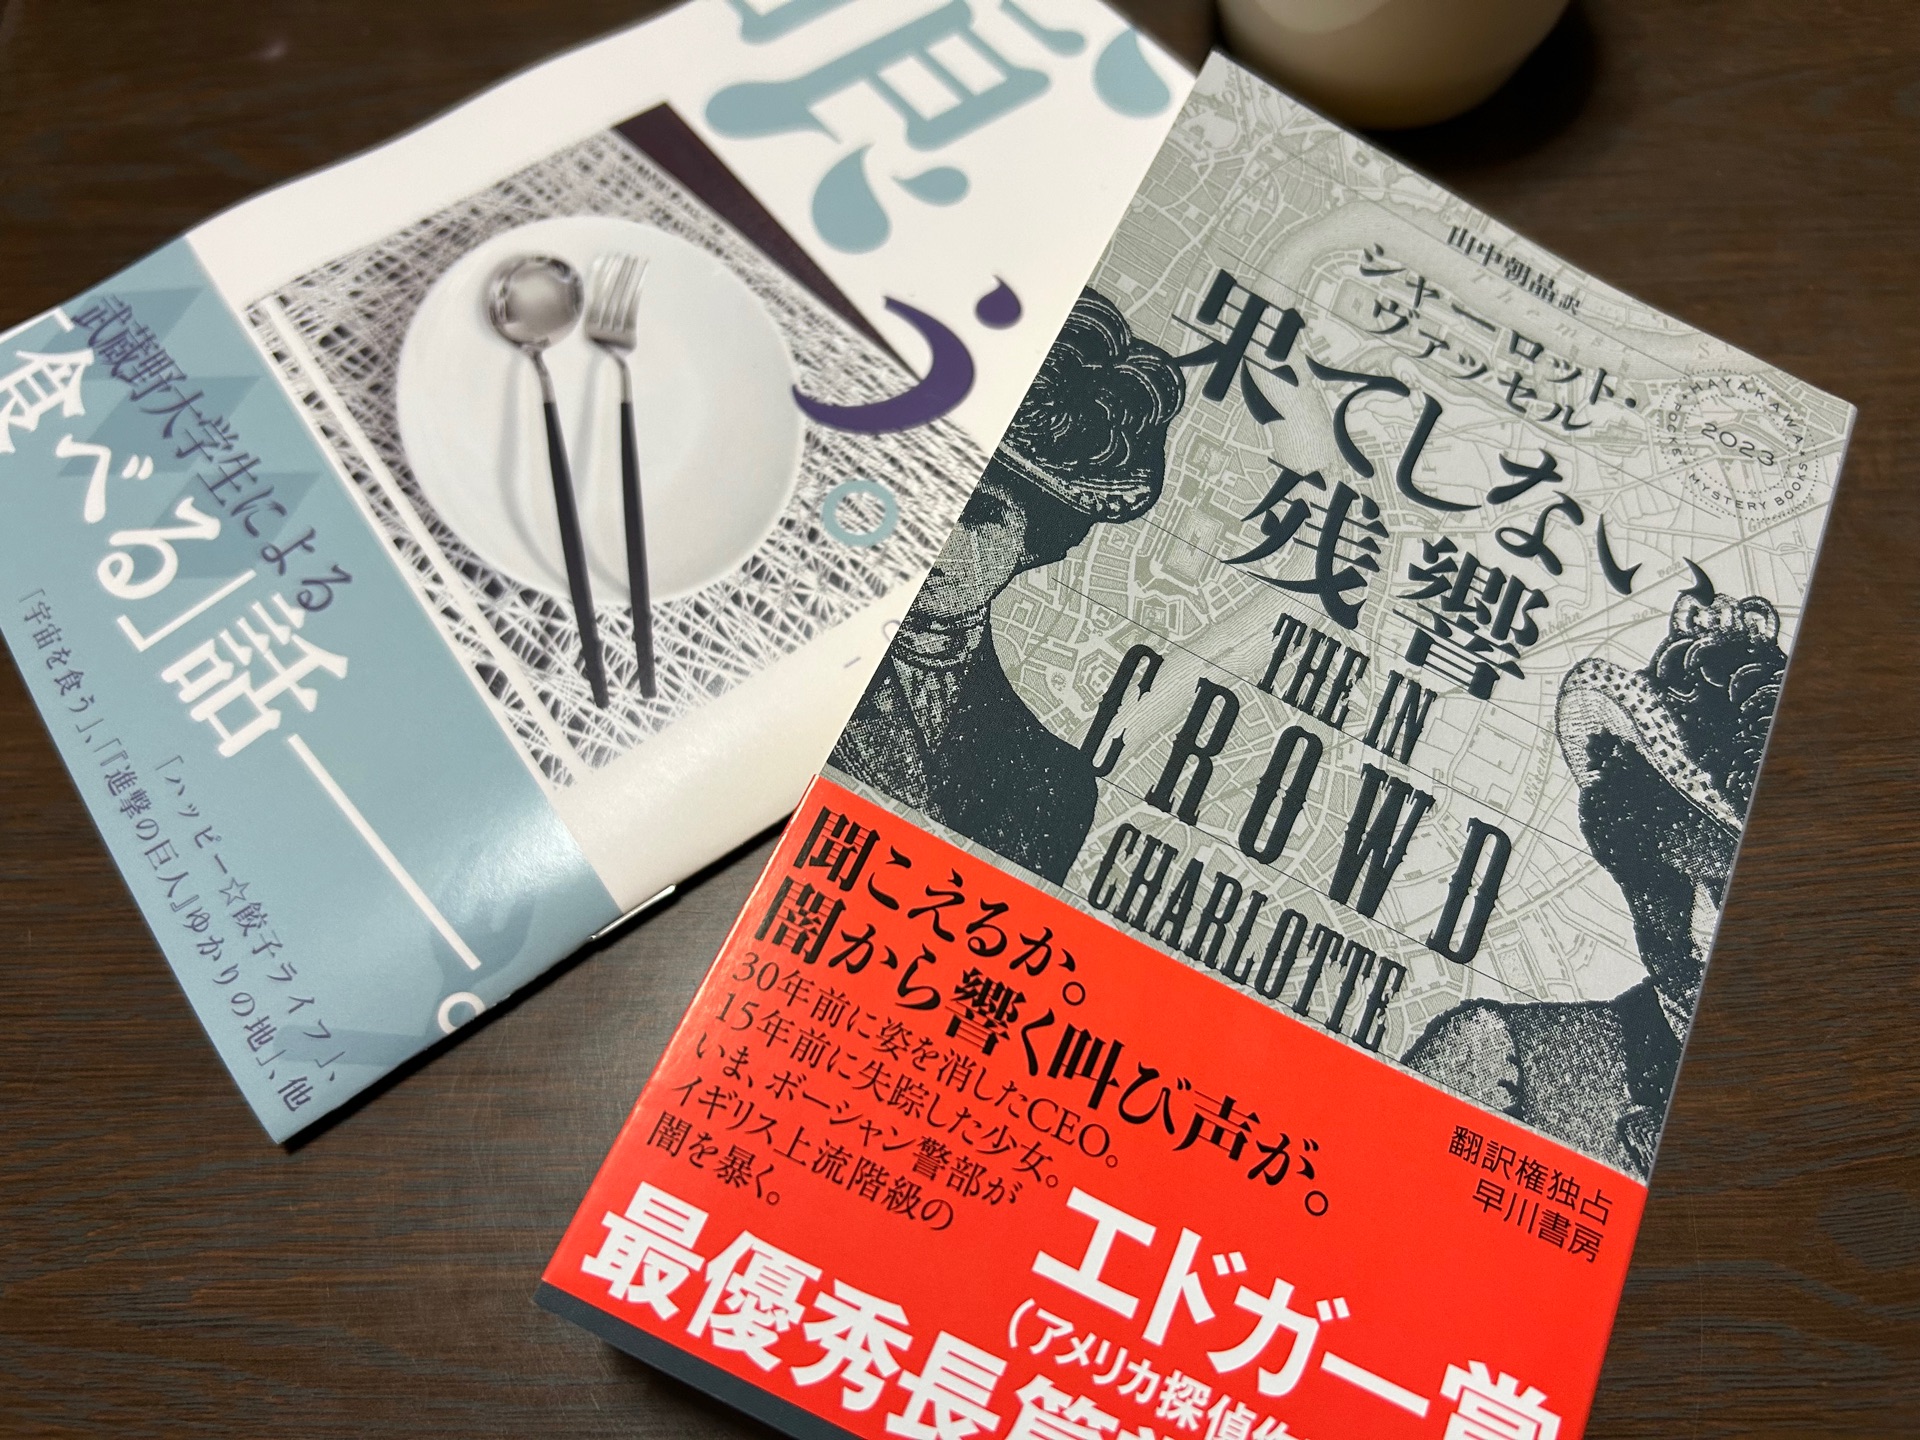 食う。
武蔵野大学生による
「食べる」話――。
「ハッピー☆餃子ライフ」、
「宇宙を食う」、「『進撃の巨人』ゆかりの地」、他
山中朝晶訳
シャーロット・
ヴァッセル
果てしない
残響
HAYAKAWA
POCKET
2023
MYSTERY BOOKS
THE IN
CROWD
CHARLOTTE
聞こえるか。
闇から響く叫び声が。
30年前に姿を消したCEO。
15年前に失踪した少女。
いま、ボーシャン警部が
イギリス上流階級の
闇を暴く。
翻訳権独占
早川書房
エドガー賞
(アメリカ探偵作
最優秀長篇